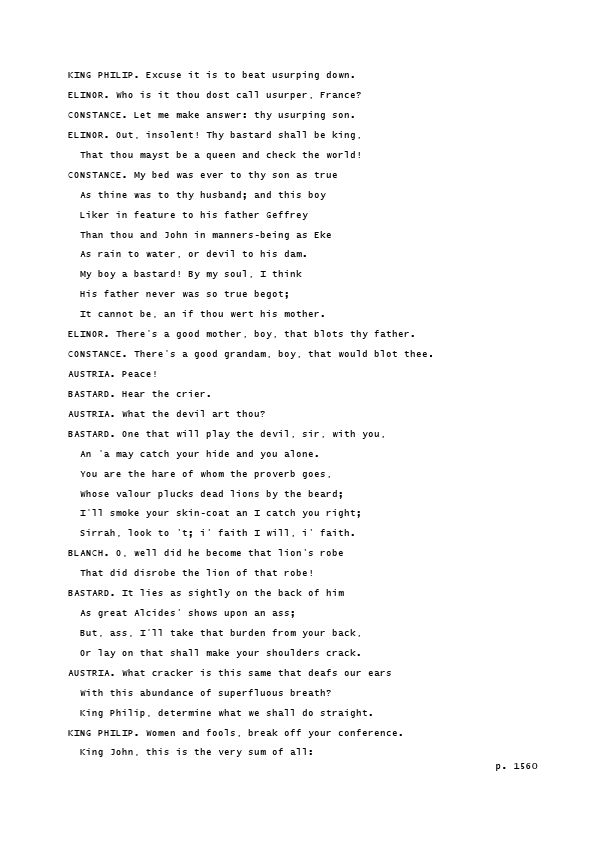 KING PHILIP. Excuse it is to beat usurping down.
ELINOR. Who is it thou dost call usurper, France?
CONSTANCE. Let me make answer: thy usurping son.
ELINOR. Out, insolent! Thy bastard shall be king,
That thou mayst be a queen and check the world!
CONSTANCE. My bed was ever to thy son as true
As thine was to thy husband; and this boy
Liker in feature to his father Geffrey
Than thou and John in manners-being as Eke
As rain to water, or devil to his dam.
My boy a bastard! By my soul, I think
His father never was so true begot;
It cannot be, an if thou wert his mother.
ELINOR. There's a good mother, boy, that blots thy father.
CONSTANCE. There's a good grandam, boy, that would blot thee.
AUSTRIA. Peace!
BASTARD. Hear the crier.
AUSTRIA. What the devil art thou?
BASTARD. One that will play the devil, sir, with you,
An 'a may catch your hide and you alone.
You are the hare of whom the proverb goes,
Whose valour plucks dead lions by the beard;
I'll smoke your skin-coat an I catch you right;
Sirrah, look to 't; i' faith I will, i' faith.
BLANCH. O, well did he become that lion's robe
That did disrobe the lion of that robe!
BASTARD. It lies as sightly on the back of him
As great Alcides' shows upon an ass;
But, ass, I'll take that burden from your back,
Or lay on that shall make your shoulders crack.
AUSTRIA. What cracker is this same that deafs our ears
With this abundance of superfluous breath?
King Philip, determine what we shall do straight.
KING PHILIP. Women and fools, break off your conference.
King John, this is the very sum of all:
p. 1560